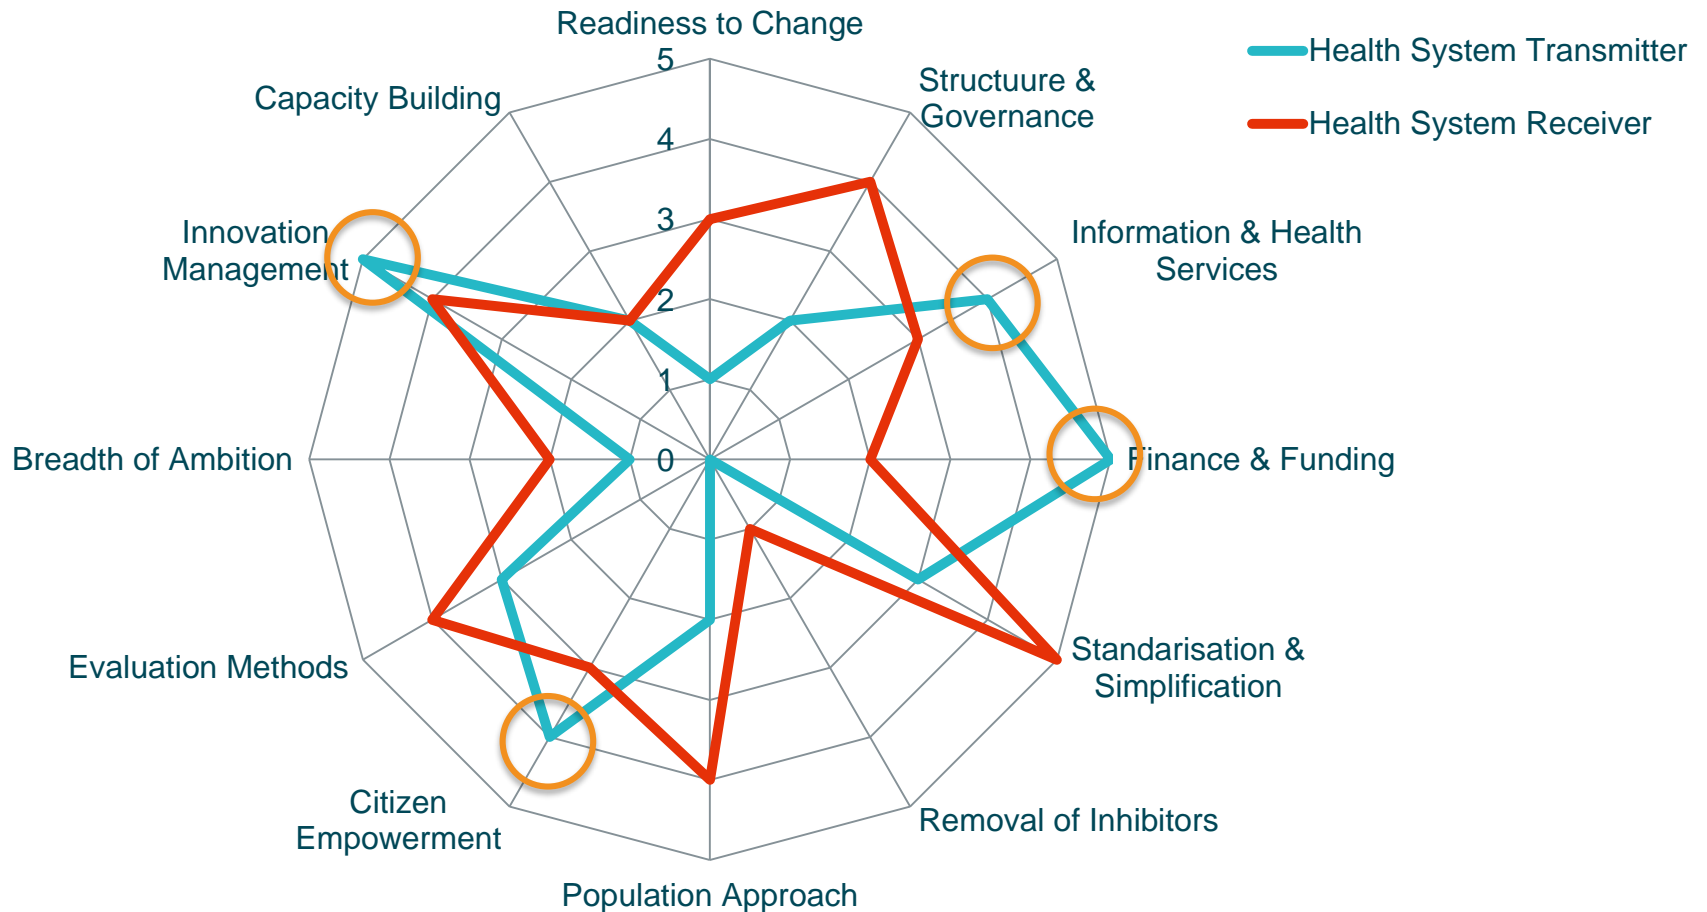 Readiness to Change
Health System Transmitter
Health System Receiver
5
4
3
2
1
0
Structuure &
Governance
Information & Health
Services
Finance & Funding
Standarisation &
Simplification
Removal of Inhibitors
Population Approach
Citizen
Empowerment
Evaluation Methods
Breadth of Ambition
Innovation
Management
Capacity Building